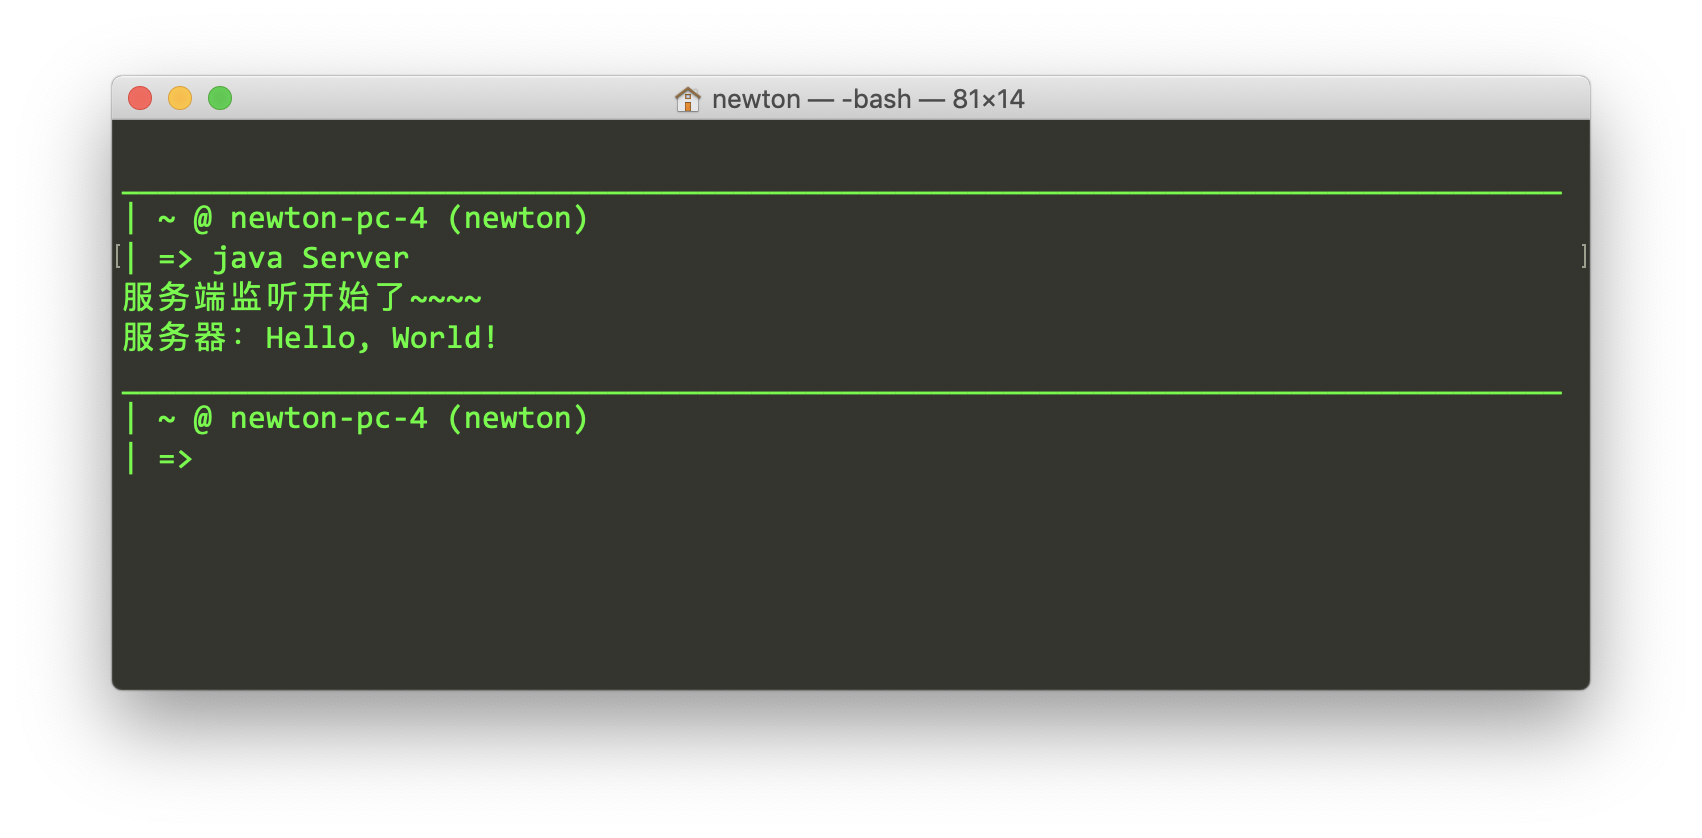 newton — -bash — 81×14
| ~ @ newton-pc-4 (newton)
[| => java Server ]
服务端监听开始了~~~~
服务器：Hello, World!
| ~ @ newton-pc-4 (newton)
| =>